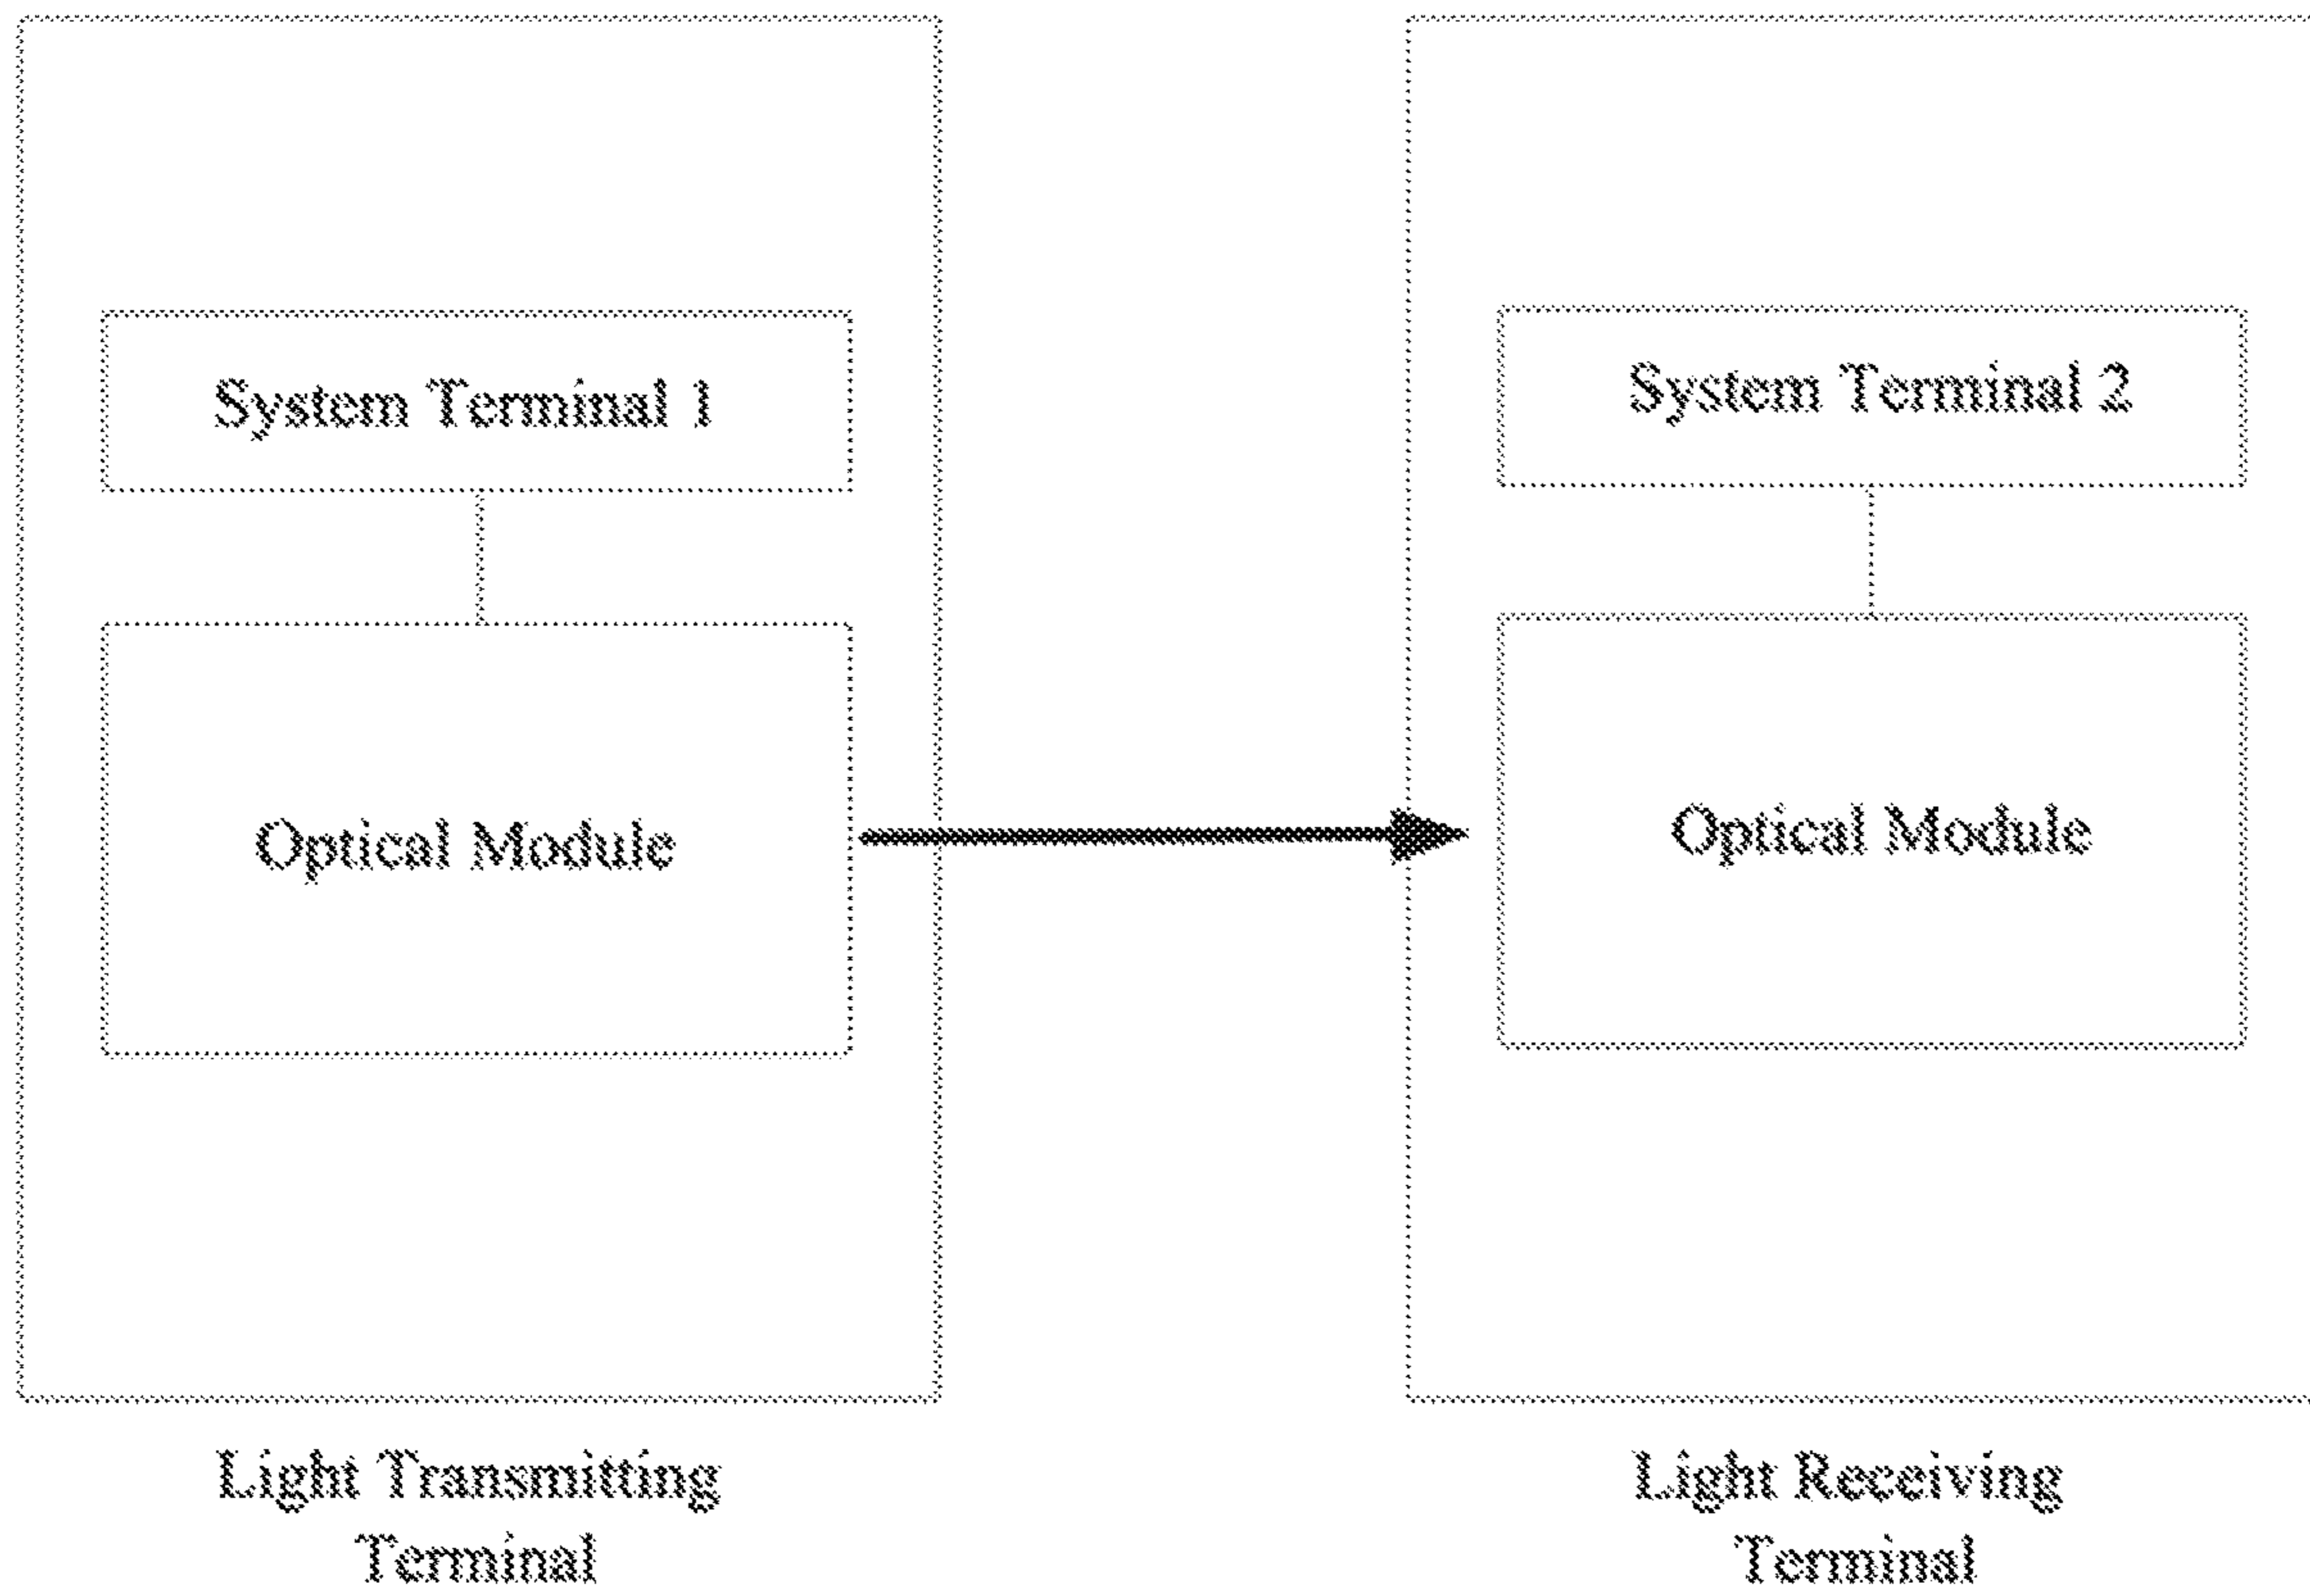 System Terminal 1
System Terminal 2
Optical Module
Optical Module
Light Transmitting
Terminal
Light Receiving
Terminal